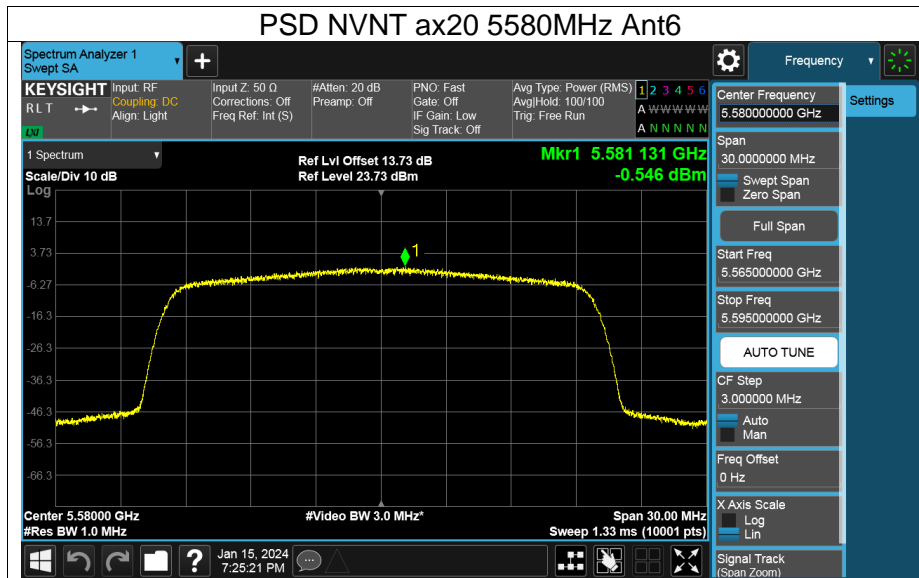 PSD NVNT ax20 5580MHz Ant6
Spectrum Analyzer 1
Swept SA
Frequency
KEYSIGHT
R L T
LXI
Input: RF
Coupling: DC
Align: Light
Input Z: 50 Ω
Corrections: Off
Freq Ref: Int (S)
#Atten: 20 dB
Preamp: Off
PNO: Fast
Gate: Off
IF Gain: Low
Sig Track: Off
Avg Type: Power (RMS)
Avg|Hold: 100/100
Trig: Free Run
1 2 3 4 5 6
A W W W W W
A N N N N N
1 Spectrum
Scale/Div 10 dB
Ref Lvl Offset 13.73 dB
Ref Level 23.73 dBm
Mkr1 5.581 131 GHz
-0.546 dBm
Log
13.7
3.73
-6.27
-16.3
-26.3
-36.3
-46.3
-56.3
-66.3
1
Center 5.58000 GHz
#Res BW 1.0 MHz
#Video BW 3.0 MHz*
Span 30.00 MHz
Sweep 1.33 ms (10001 pts)
?
Jan 15, 2024
7:25:21 PM
Center Frequency
5.580000000 GHz
Span
30.0000000 MHz
Swept Span
Zero Span
Full Span
Start Freq
5.565000000 GHz
Stop Freq
5.595000000 GHz
AUTO TUNE
CF Step
3.000000 MHz
Auto
Man
Freq Offset
0 Hz
X Axis Scale
Log
Lin
Signal Track
(Span Zoom)
Settings